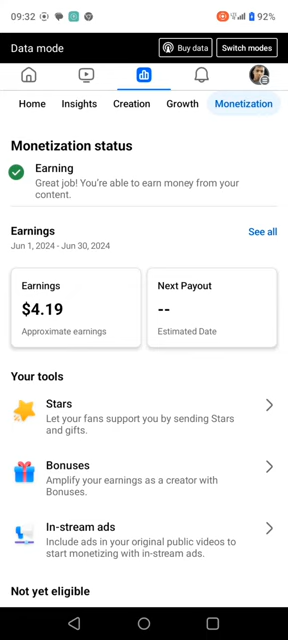 09:32
92%
Data mode
Buy data
Switch modes
Home Insights Creation Growth Monetization
Monetization status
Earning
Great job! You're able to earn money from your
content.
Earnings
See all
Jun 1, 2024 - Jun 30, 2024
Earnings
$4.19
Approximate earnings
Next Payout
--
Estimated Date
Your tools
Stars
Let your fans support you by sending Stars
and gifts.
Bonuses
Amplify your earnings as a creator with
Bonuses.
In-stream ads
Include ads in your original public videos to
start monetizing with in-stream ads.
Not yet eligible